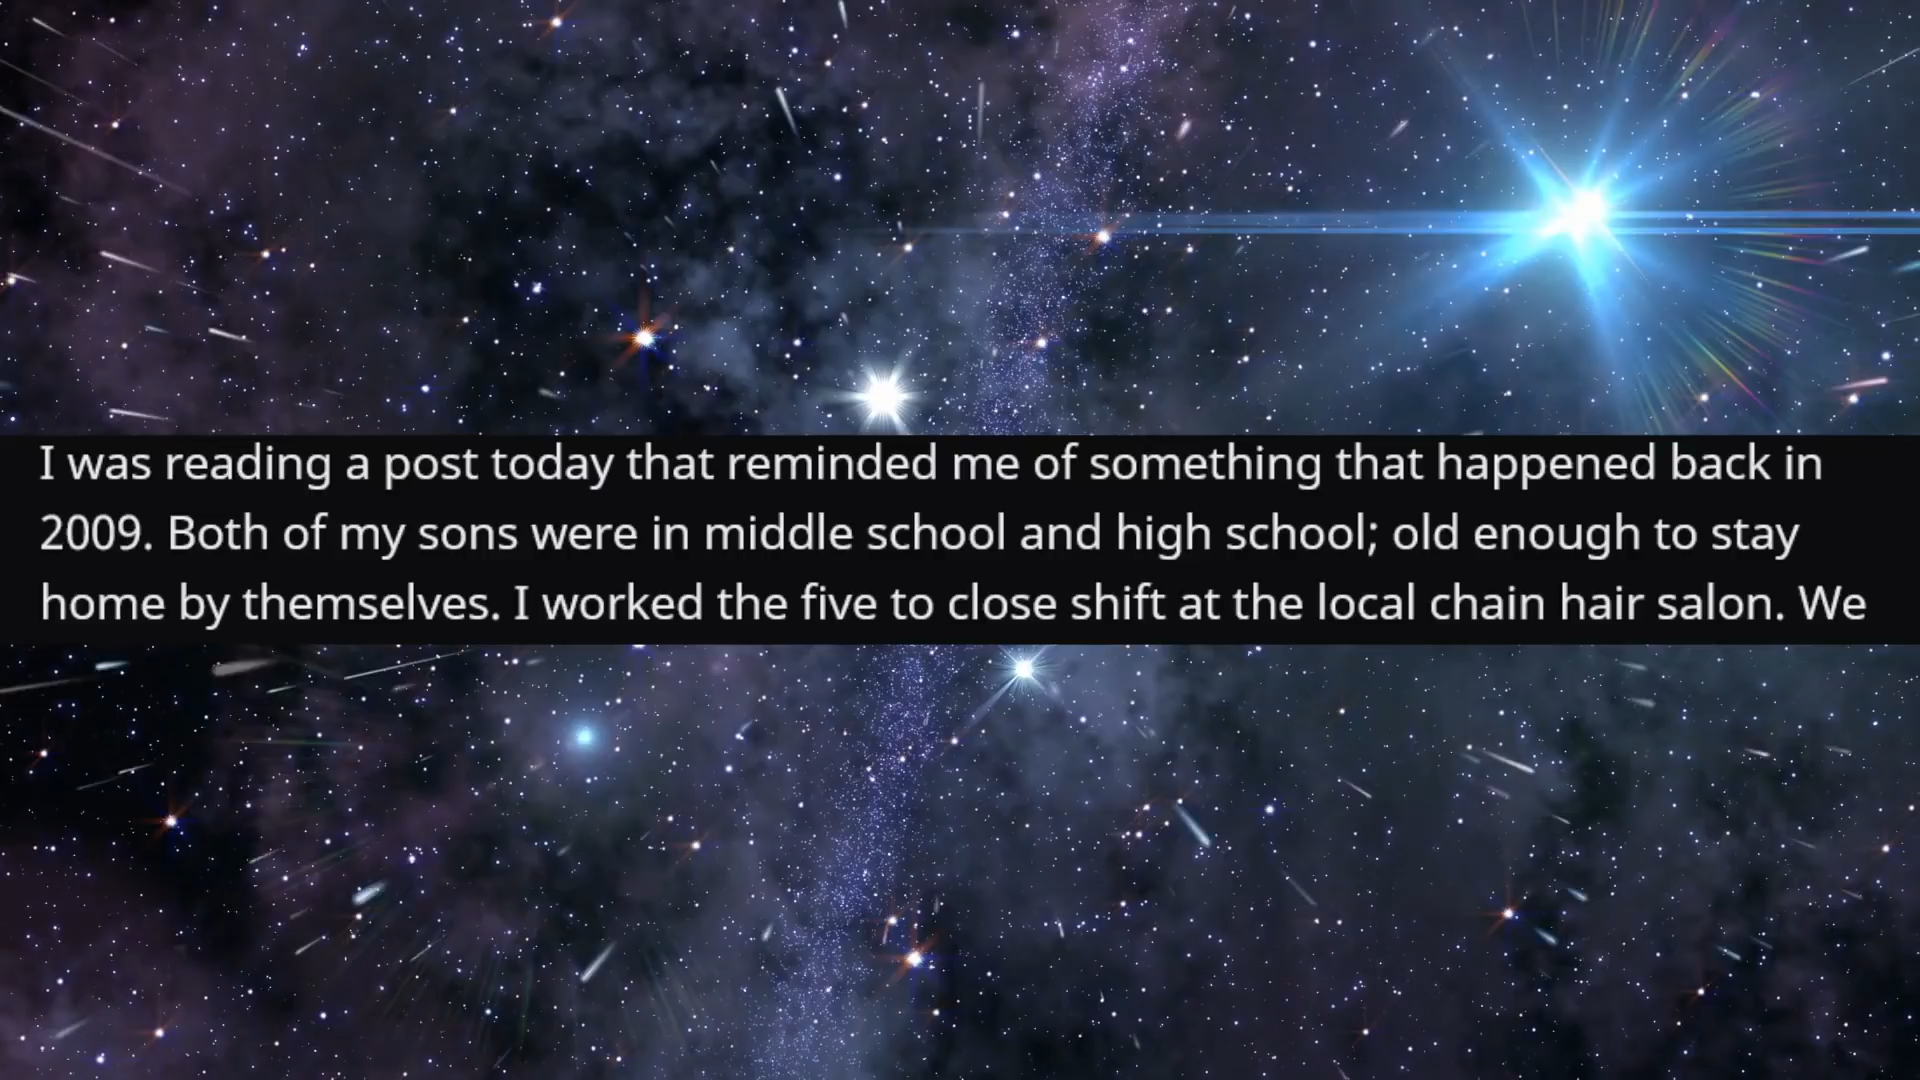 I was reading a post today that reminded me of something that happened back in
2009. Both of my sons were in middle school and high school; old enough to stay
home by themselves. I worked the five to close shift at the local chain hair salon. We